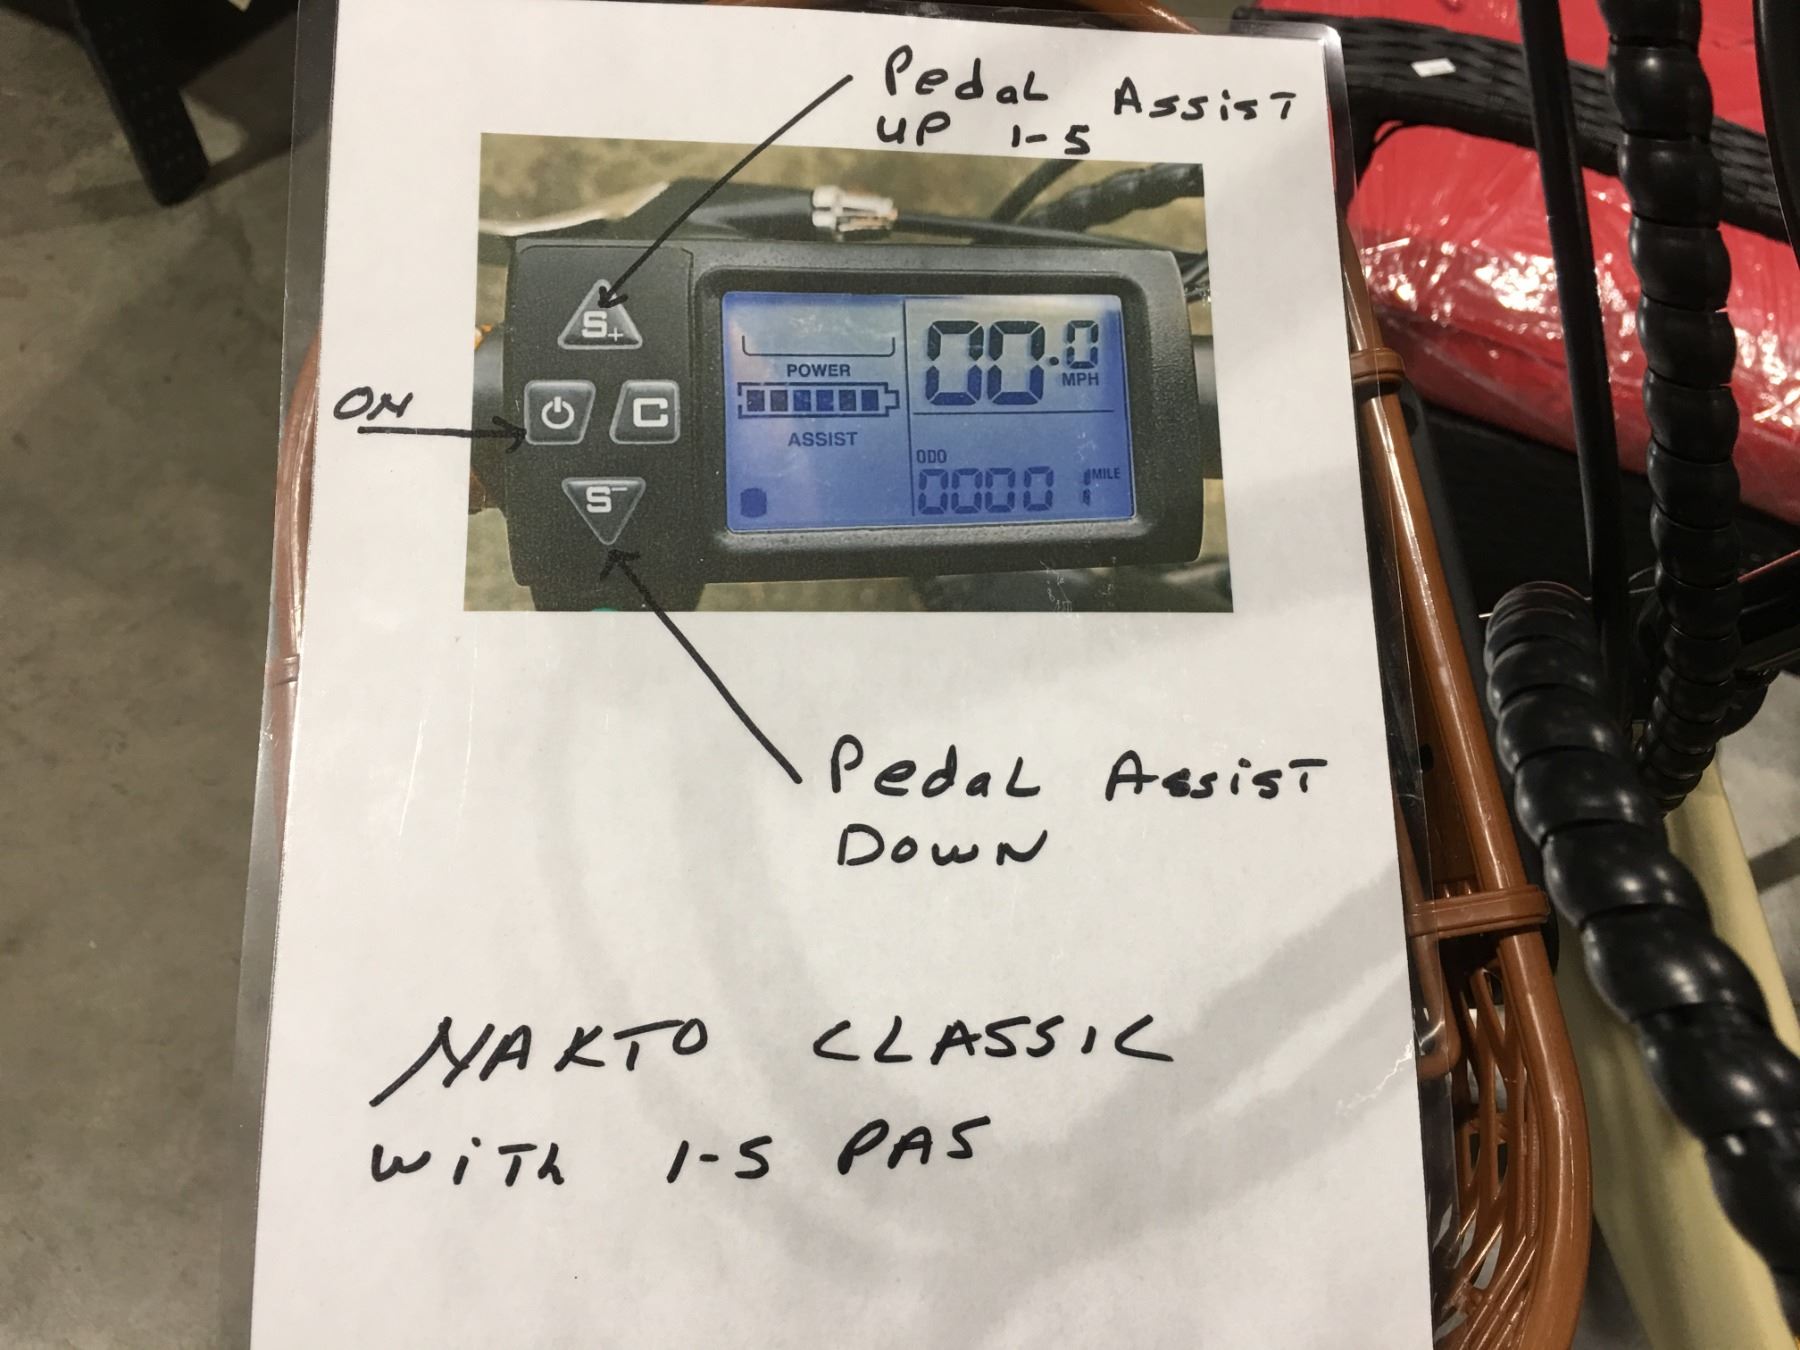 Pedal Assist
UP 1-5
S+
ON
S-
POWER
ASSIST
00.0
MPH
ODO
00001 MILE
Pedal Assist
Down
NAKTO CLASSIC
With 1-5 PAS